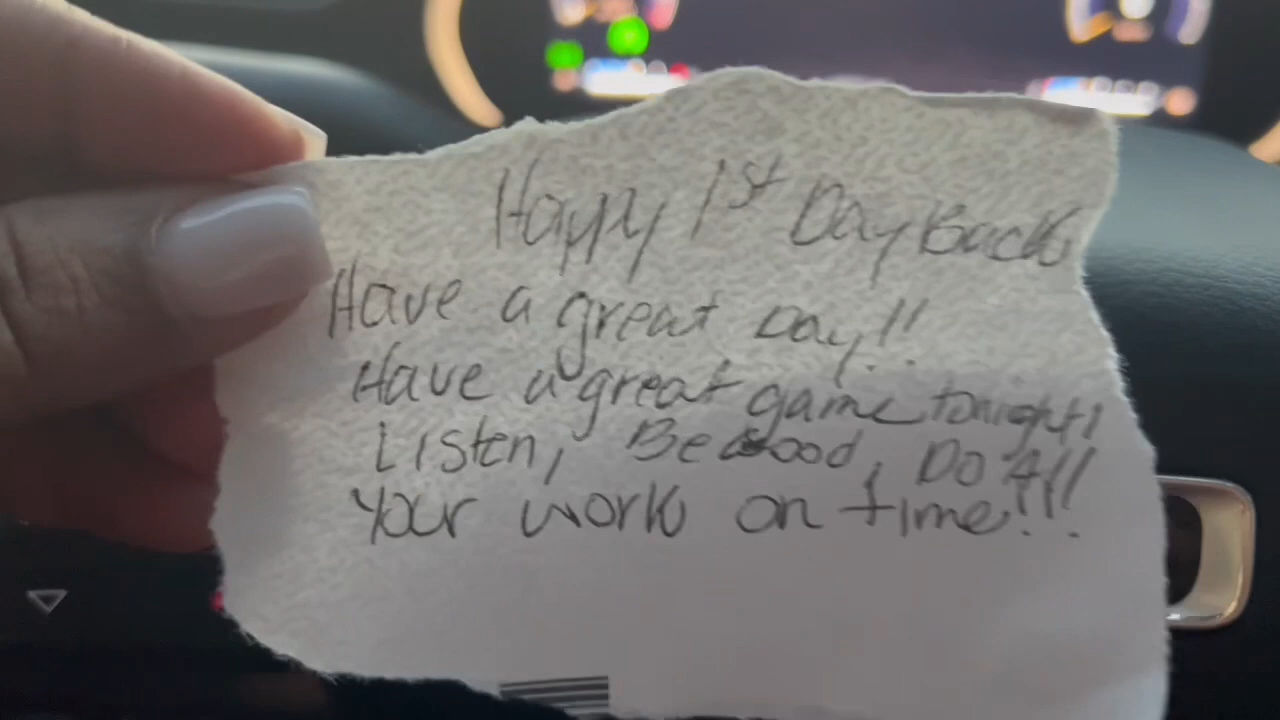 Happy 1st Day Back
Have a great Day!!
Have a great game tonight!
Listen, Be Good, Do All
Your work on time!!!